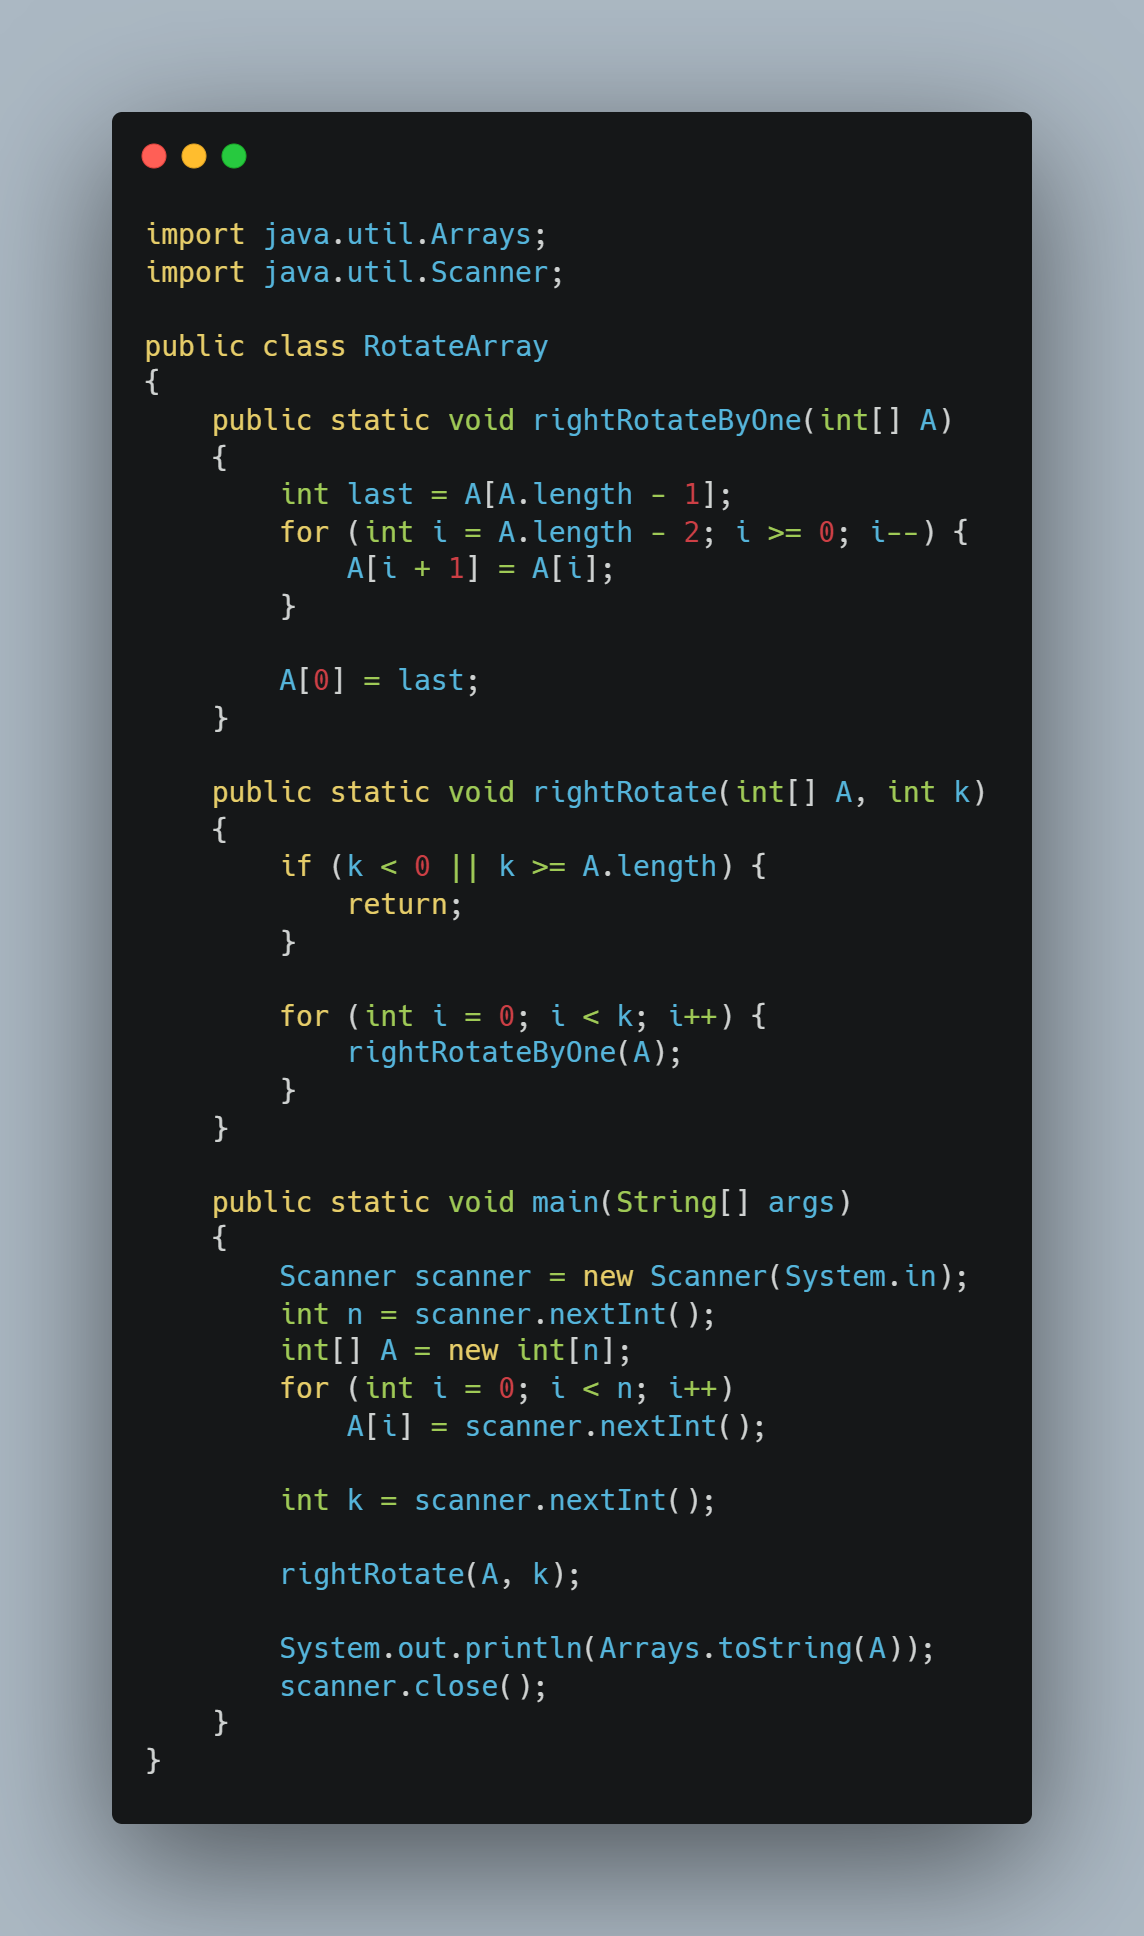 import java.util.Arrays;
import java.util.Scanner;

public class RotateArray
{
    public static void rightRotateByOne(int[] A)
    {
        int last = A[A.length - 1];
        for (int i = A.length - 2; i >= 0; i--) {
            A[i + 1] = A[i];
        }

        A[0] = last;
    }

    public static void rightRotate(int[] A, int k)
    {
        if (k < 0 || k >= A.length) {
            return;
        }

        for (int i = 0; i < k; i++) {
            rightRotateByOne(A);
        }
    }

    public static void main(String[] args)
    {
        Scanner scanner = new Scanner(System.in);
        int n = scanner.nextInt();
        int[] A = new int[n];
        for (int i = 0; i < n; i++)
            A[i] = scanner.nextInt();

        int k = scanner.nextInt();

        rightRotate(A, k);

        System.out.println(Arrays.toString(A));
        scanner.close();
    }
}